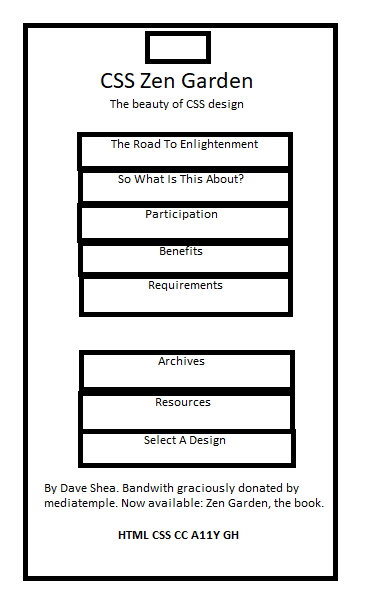 CSS Zen Garden
The beauty of CSS design
The Road To Enlightenment
So What Is This About?
Participation
Benefits
Requirements
Archives
Resources
Select A Design
By Dave Shea. Bandwith graciously donated by
mediatemple. Now available: Zen Garden, the book.
HTML CSS CC A11Y GH